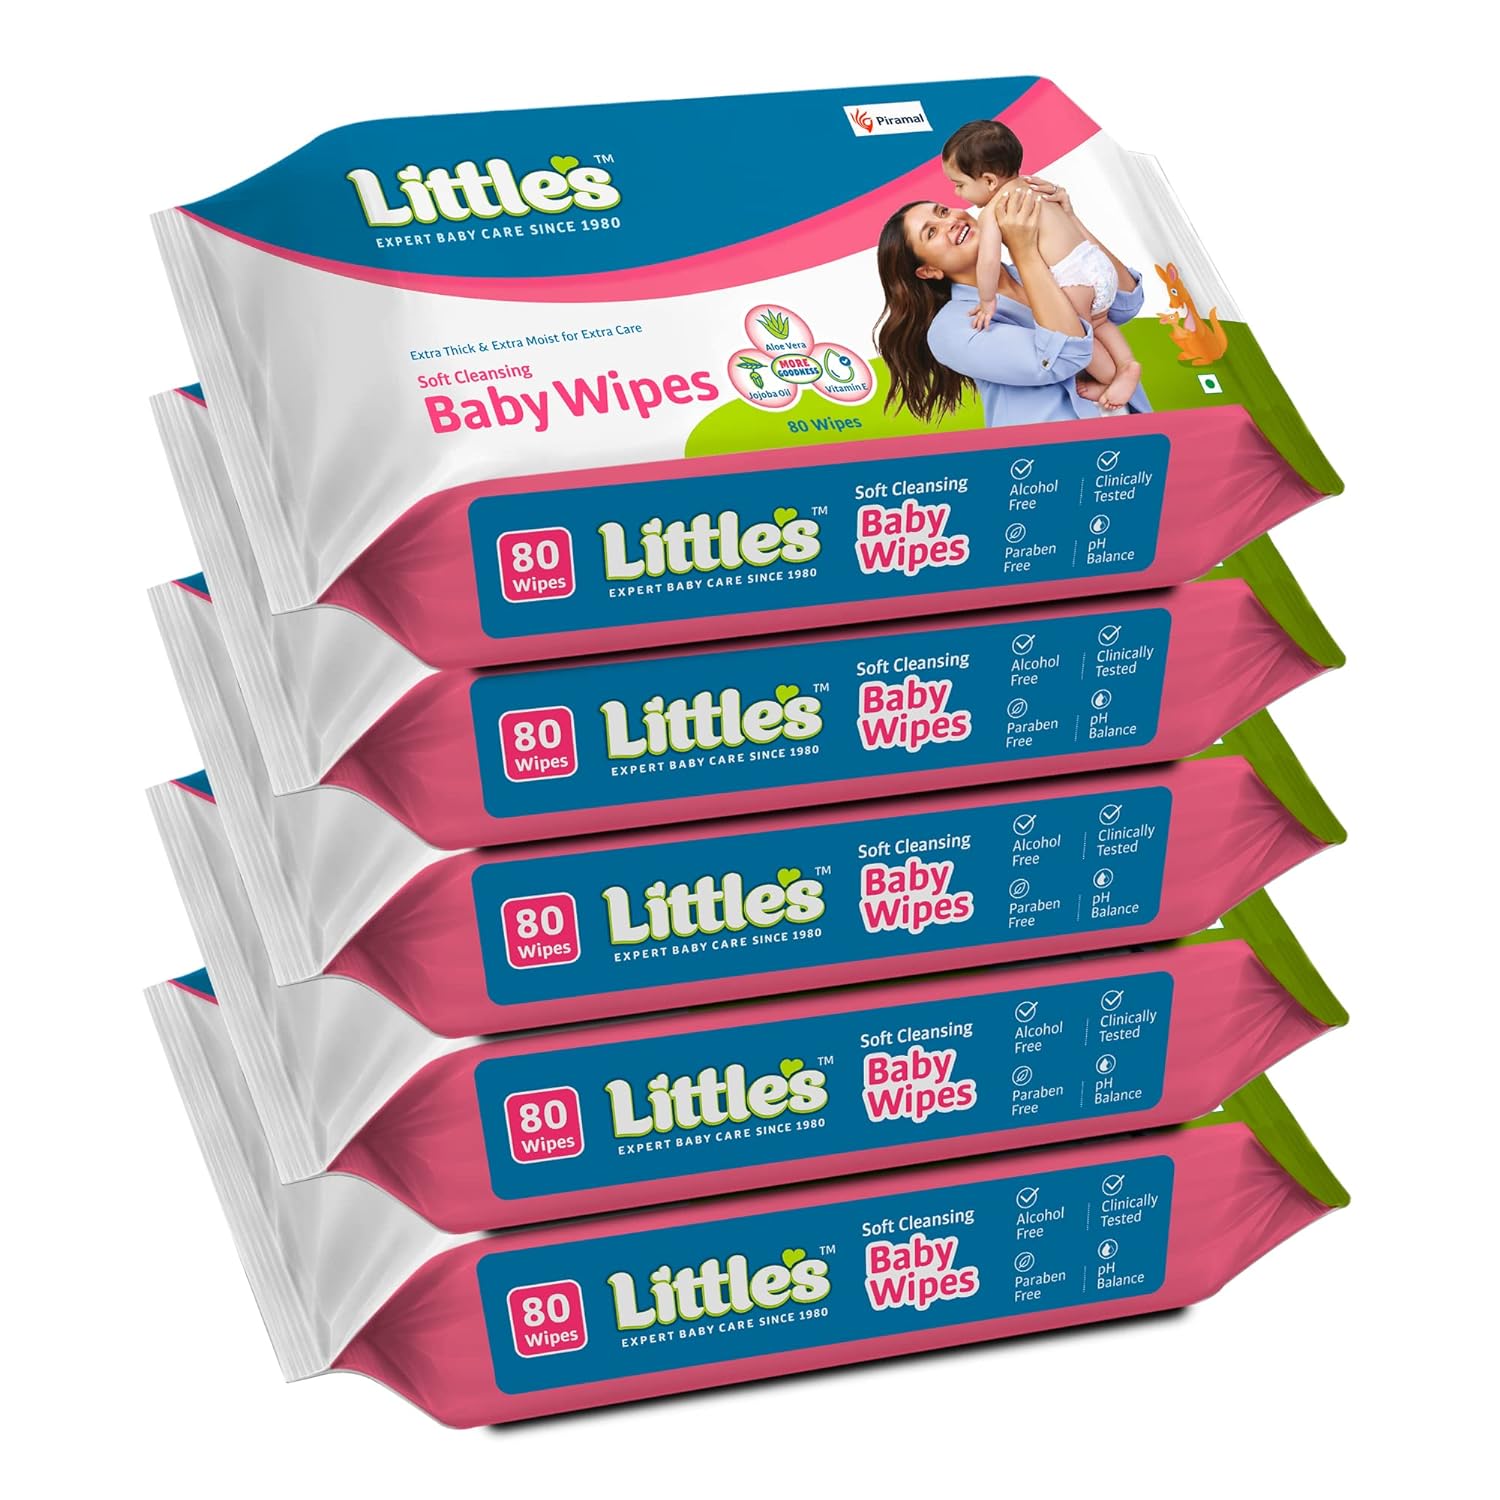 Piramal
Little's™
EXPERT BABY CARE SINCE 1980
Extra Thick & Extra Moist for Extra Care
Soft Cleansing
Baby Wipes
Aloe Vera
MORE
GOODNESS
Jojoba Oil
Vitamin E
80 Wipes
80
Wipes
Little's™
EXPERT BABY CARE SINCE 1980
Soft Cleansing
Baby
Wipes
Alcohol
Free
Clinically
Tested
Paraben
Free
pH
Balance
80
Wipes
Little's™
EXPERT BABY CARE SINCE 1980
Soft Cleansing
Baby
Wipes
Alcohol
Free
Clinically
Tested
Paraben
Free
pH
Balance
80
Wipes
Little's™
EXPERT BABY CARE SINCE 1980
Soft Cleansing
Baby
Wipes
Alcohol
Free
Clinically
Tested
Paraben
Free
pH
Balance
80
Wipes
Little's™
EXPERT BABY CARE SINCE 1980
Soft Cleansing
Baby
Wipes
Alcohol
Free
Clinically
Tested
Paraben
Free
pH
Balance
80
Wipes
Little's™
EXPERT BABY CARE SINCE 1980
Soft Cleansing
Baby
Wipes
Alcohol
Free
Clinically
Tested
Paraben
Free
pH
Balance